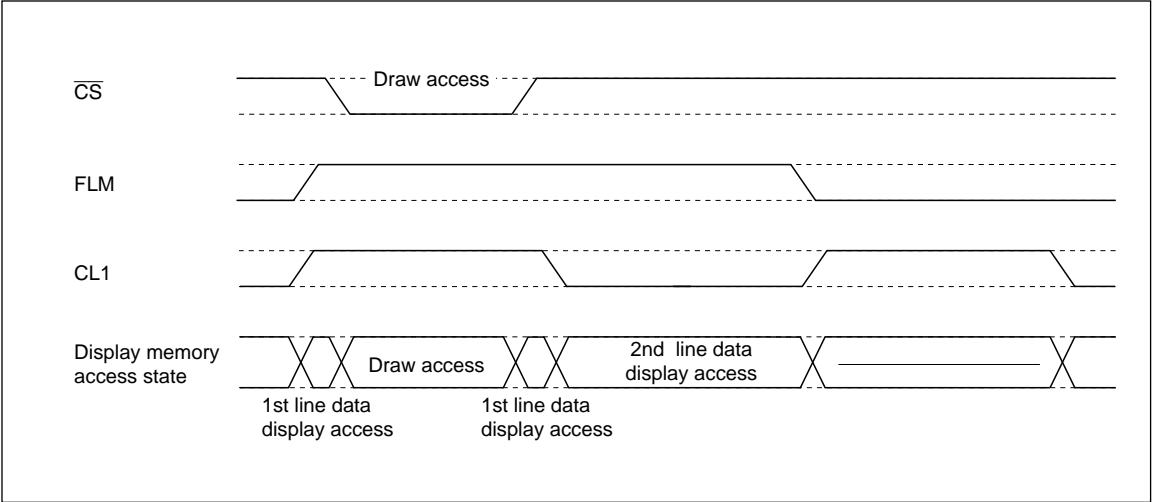 C̅S̅
Draw access
FLM
CL1
Display memory
access state
Draw access
2nd line data
display access
1st line data
display access
1st line data
display access